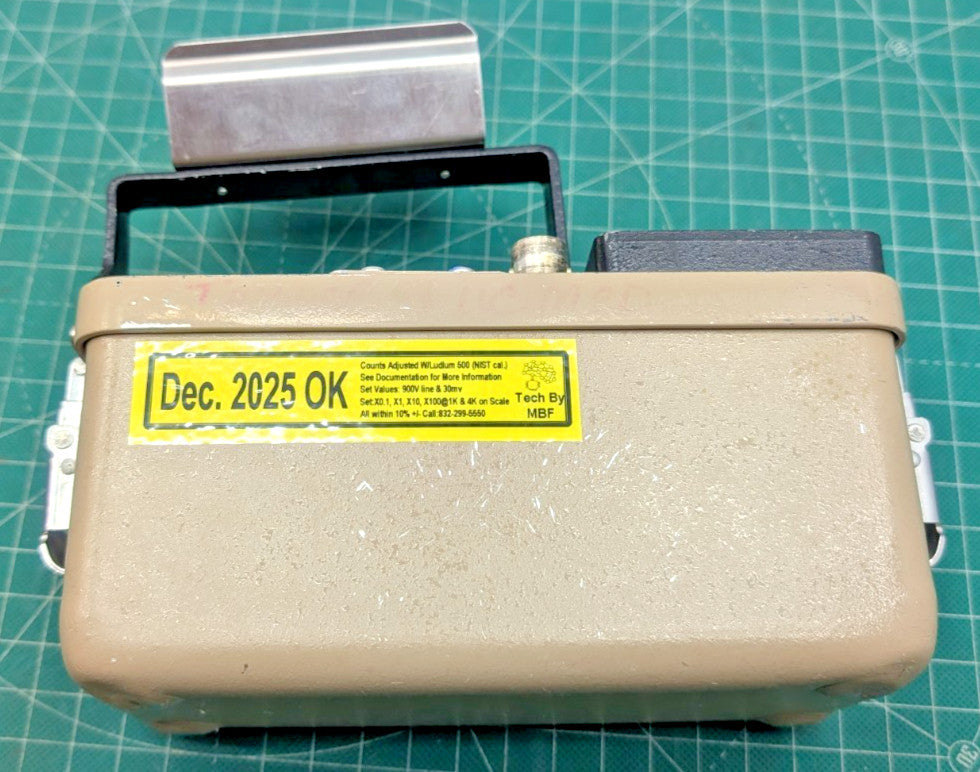 Dec. 2025 OK
Counts Adjusted W/Ludlum 500 (NIST cal.)
See Documentation for More Information
Set Values: 900V line & 30mv
Set:X0.1, X1, X10, X100@1K & 4K on Scale
All within 10% +/- Call:832-299-5550
Tech By
MBF